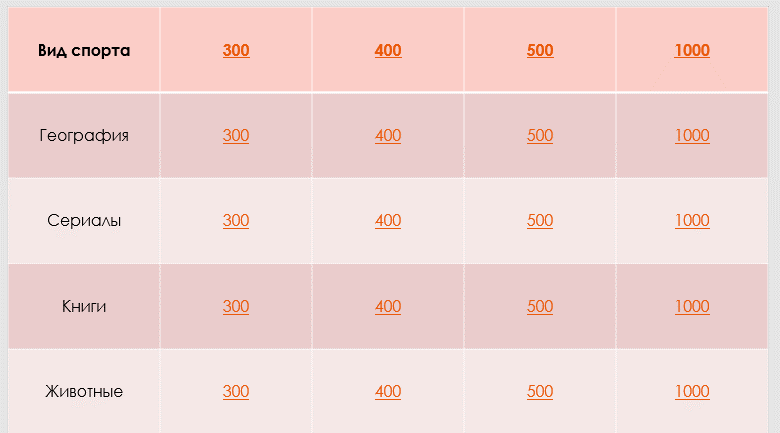 Вид спорта 300 400 500 1000
География 300 400 500 1000
Сериалы 300 400 500 1000
Книги 300 400 500 1000
Животные 300 400 500 1000